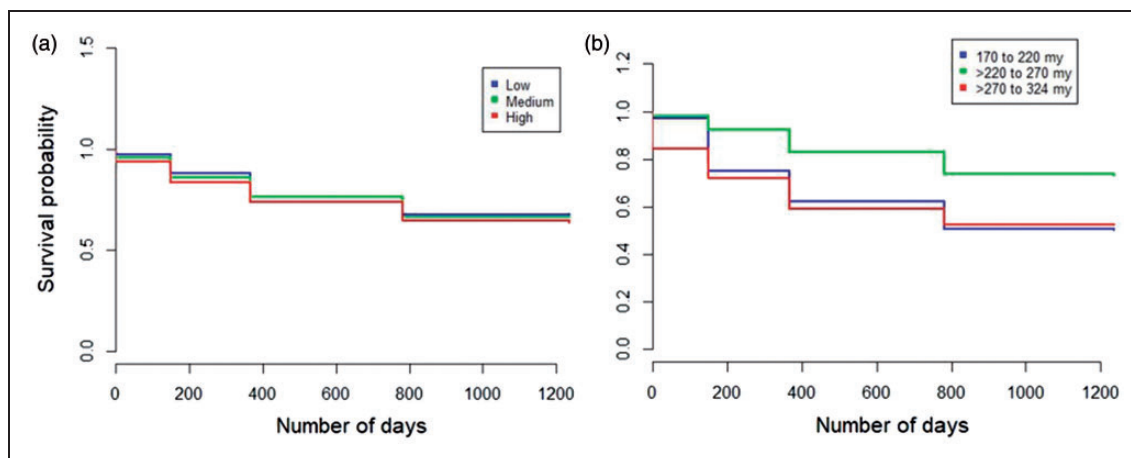 (a)
Survival probability
1.5
1.0
0.5
0.0
Low
Medium
High
0 200 400 600 800 1000 1200
Number of days
(b)
1.2
1.0
0.8
0.6
0.4
0.2
0.0
170 to 220 my
>220 to 270 my
>270 to 324 my
0 200 400 600 800 1000 1200
Number of days